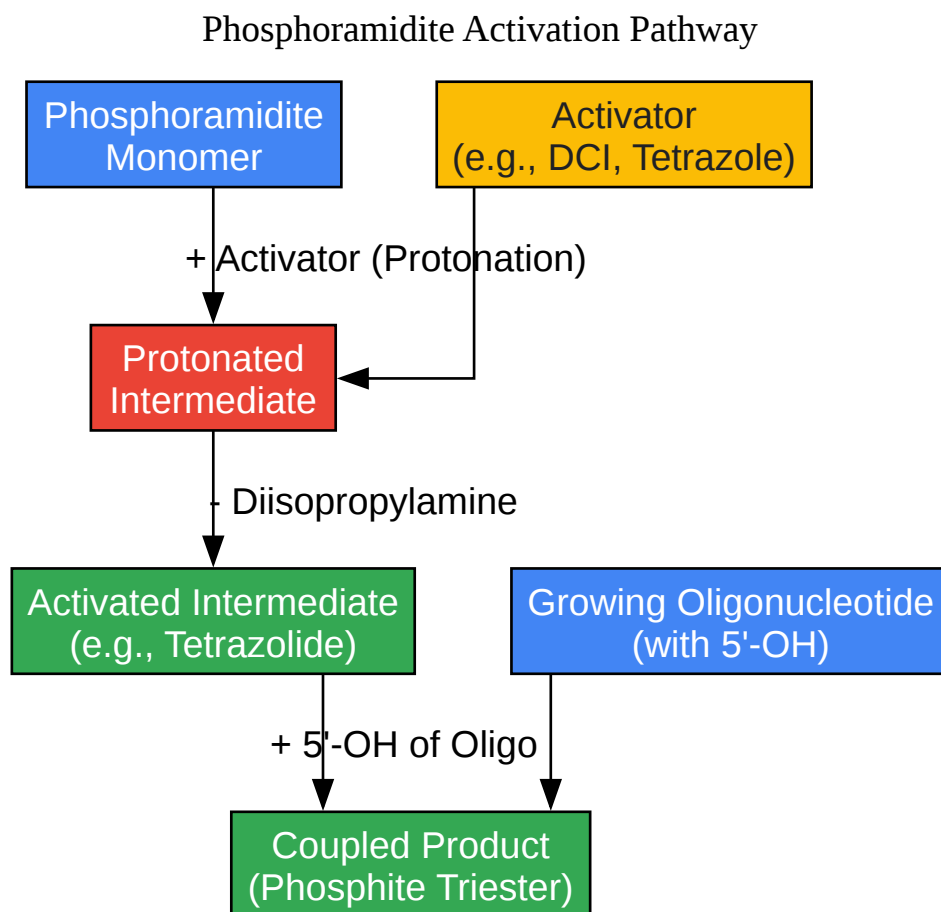 Phosphoramidite Activation Pathway
Phosphoramidite
Monomer
Activator
(e.g., DCI, Tetrazole)
+ Activator (Protonation)
Protonated
Intermediate
- Diisopropylamine
Activated Intermediate
(e.g., Tetrazolide)
Growing Oligonucleotide
(with 5'-OH)
+ 5'-OH of Oligo
Coupled Product
(Phosphite Triester)